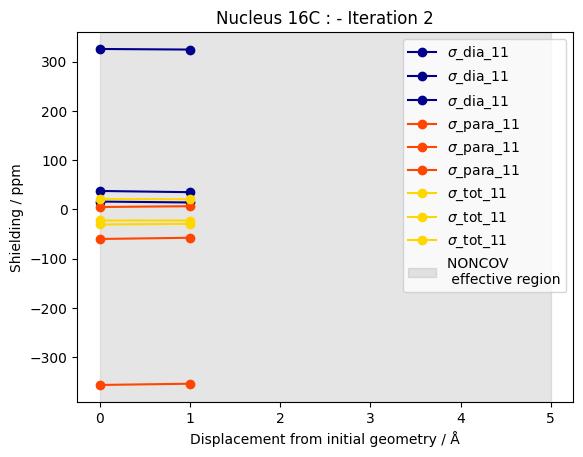 Nucleus 16C : - Iteration 2
Shielding / ppm
300
200
100
0
−100
−200
−300
σ_dia_11
σ_dia_11
σ_dia_11
σ_para_11
σ_para_11
σ_para_11
σ_tot_11
σ_tot_11
σ_tot_11
NONCOV
effective region
0
1
2
3
4
5
Displacement from initial geometry / Å